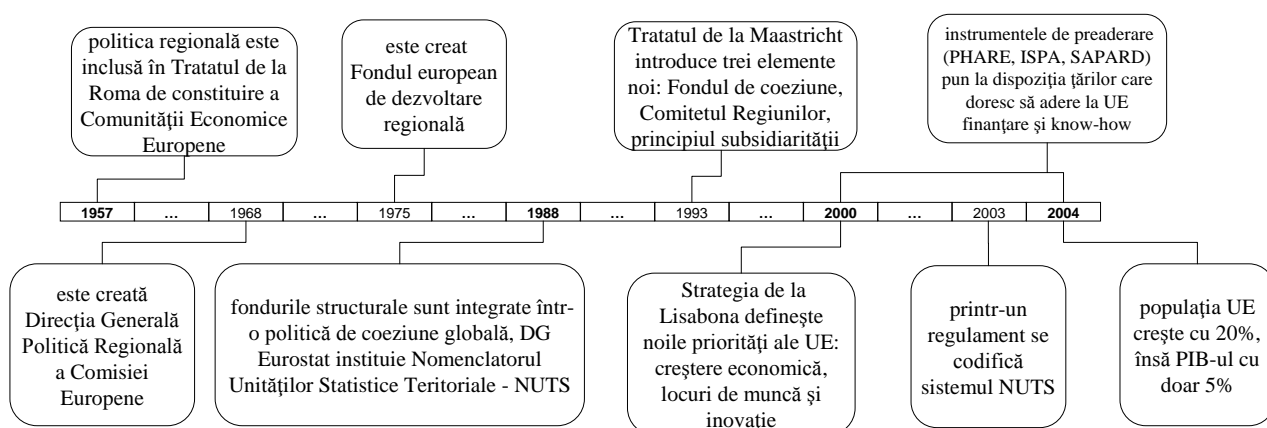 politica regională este
inclusă în Tratatul de la
Roma de constituire a
Comunităţii Economice
Europene
este creat
Fondul european
de dezvoltare
regională
Tratatul de la Maastricht
introduce trei elemente
noi: Fondul de coeziune,
Comitetul Regiunilor,
principiul subsidiarităţii
instrumentele de preaderare
(PHARE, ISPA, SAPARD)
pun la dispoziţia ţărilor care
doresc să adere la UE
finanţare şi know-how
1957 ... 1968 ... 1975 ... 1988 ... 1993 ... 2000 ... 2003 2004
este creată
Direcţia Generală
Politică Regională
a Comisiei
Europene
fondurile structurale sunt integrate într-
o politică de coeziune globală, DG
Eurostat instituie Nomenclatorul
Unităţilor Statistice Teritoriale - NUTS
Strategia de la
Lisabona defineşte
noile priorităţi ale UE:
creştere economică,
locuri de muncă şi
inovaţie
printr-un
regulament se
codifică
sistemul NUTS
populaţia UE
creşte cu 20%,
însă PIB-ul cu
doar 5%